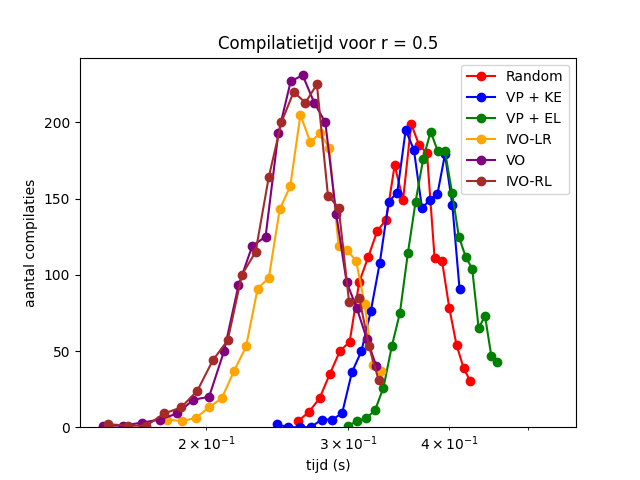 Compilatietijd voor r = 0.5
Random
VP + KE
VP + EL
IVO-LR
VO
IVO-RL
aantal compilaties
200
150
100
50
0
2 × 10⁻¹
3 × 10⁻¹
4 × 10⁻¹
tijd (s)